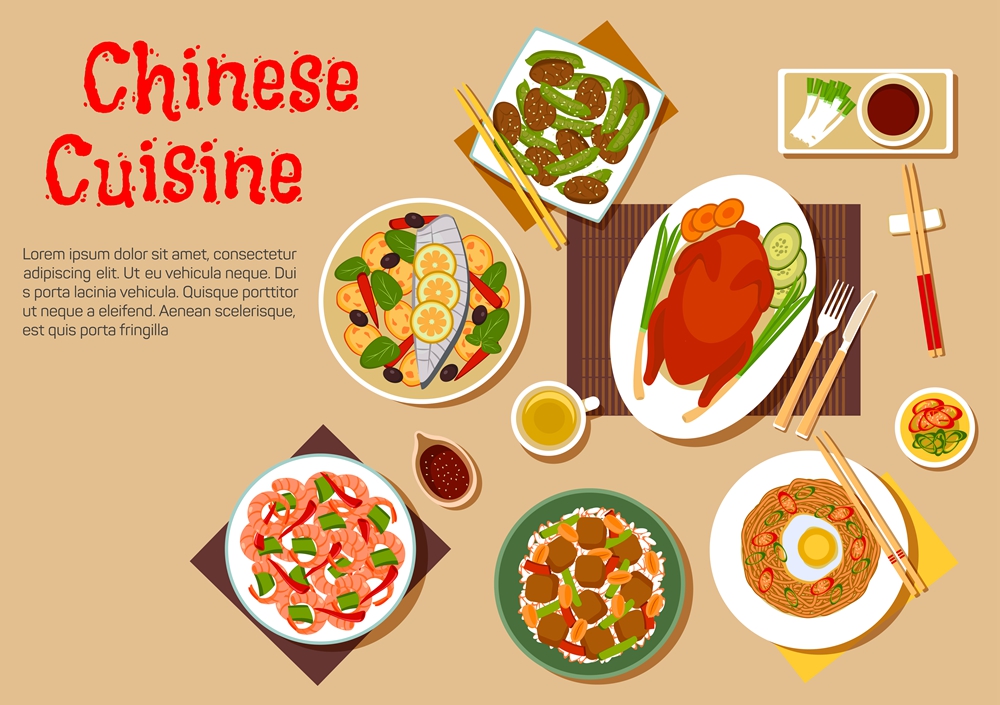 Chinese
Cuisine
Lorem ipsum dolor sit amet, consectetur
adipiscing elit. Ut eu vehicula neque. Dui
s porta lacinia vehicula. Quisque porttitor
ut neque a eleifend. Aenean scelerisque,
est quis porta fringilla